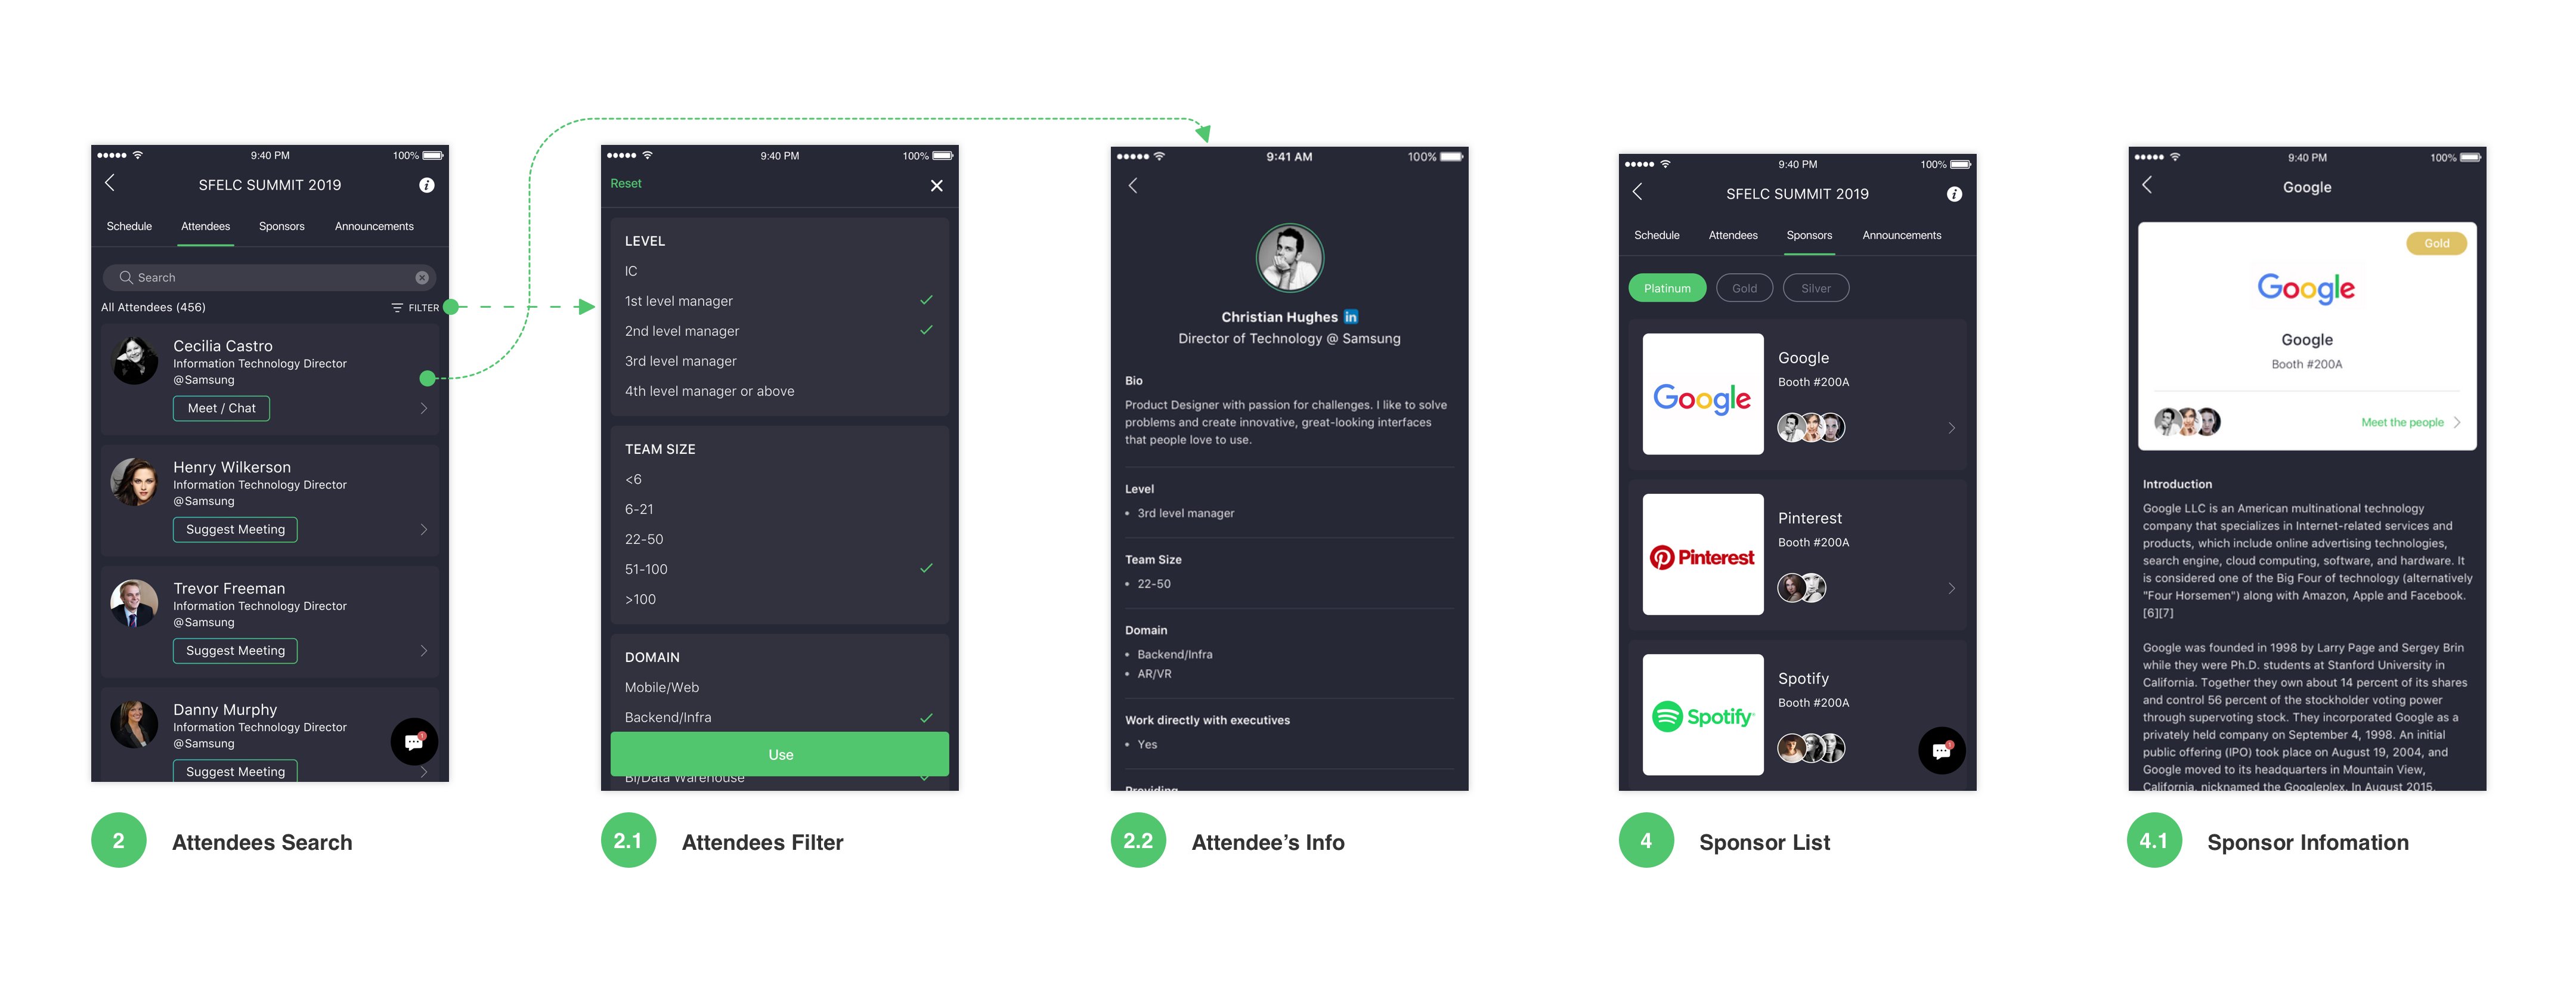 9:40 PM
100%
SFELC SUMMIT 2019
Schedule
Attendees
Sponsors
Announcements
Search
All Attendees (456)
FILTER
Cecilia Castro
Information Technology Director
@Samsung
Meet / Chat
Henry Wilkerson
Information Technology Director
@Samsung
Suggest Meeting
Trevor Freeman
Information Technology Director
@Samsung
Suggest Meeting
Danny Murphy
Information Technology Director
@Samsung
Suggest Meeting
1
2
Attendees Search
9:40 PM
100%
Reset
LEVEL
IC
1st level manager
2nd level manager
3rd level manager
4th level manager or above
TEAM SIZE
<6
6-21
22-50
51-100
>100
DOMAIN
Mobile/Web
Backend/Infra
Use
BI/Data Warehouse
2.1
Attendees Filter
9:41 AM
100%
Christian Hughes in
Director of Technology @ Samsung
Bio
Product Designer with passion for challenges. I like to solve
problems and create innovative, great-looking interfaces
that people love to use.
Level
• 3rd level manager
Team Size
• 22-50
Domain
• Backend/Infra
• AR/VR
Work directly with executives
• Yes
Providing
2.2
Attendee’s Info
9:40 PM
100%
SFELC SUMMIT 2019
Schedule
Attendees
Sponsors
Announcements
Platinum
Gold
Silver
Google
Google
Booth #200A
Pinterest
Pinterest
Booth #200A
Spotify
Spotify
Booth #200A
1
4
Sponsor List
9:40 PM
100%
Google
Gold
Google
Google
Booth #200A
Meet the people
Introduction
Google LLC is an American multinational technology
company that specializes in Internet-related services and
products, which include online advertising technologies,
search engine, cloud computing, software, and hardware. It
is considered one of the Big Four of technology (alternatively
"Four Horsemen") along with Amazon, Apple and Facebook.
[6][7]
Google was founded in 1998 by Larry Page and Sergey Brin
while they were Ph.D. students at Stanford University in
California. Together they own about 14 percent of its shares
and control 56 percent of the stockholder voting power
through supervoting stock. They incorporated Google as a
privately held company on September 4, 1998. An initial
public offering (IPO) took place on August 19, 2004, and
Google moved to its headquarters in Mountain View,
California, nicknamed the Googleplex. In August 2015,
4.1
Sponsor Infomation